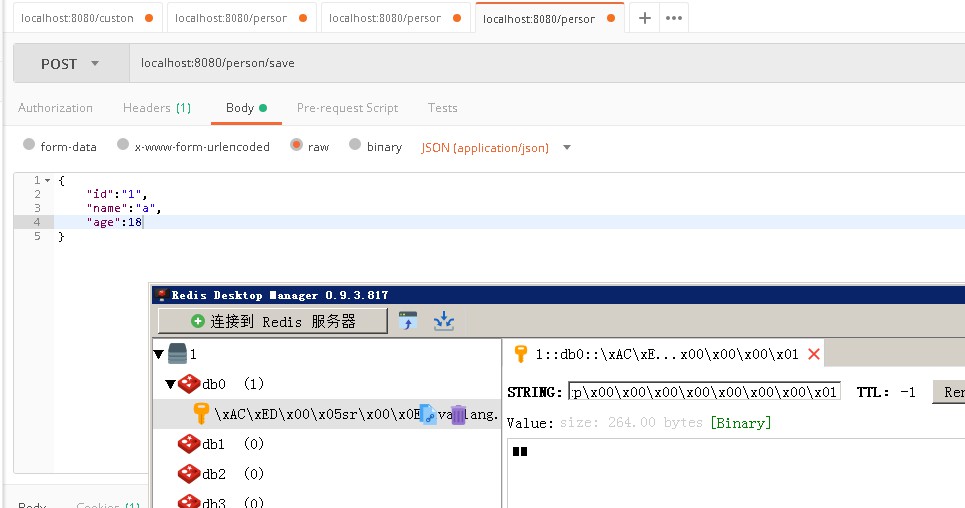 localhost:8080/custon
localhost:8080/persor
localhost:8080/persor
localhost:8080/persor
POST
localhost:8080/person/save
Authorization
Headers (1)
Body
Pre-request Script
Tests
form-data
x-www-form-urlencoded
raw
binary
JSON (application/json)
1 {
2 "id":"1",
3 "name":"a",
4 "age":18
5 }
Redis Desktop Manager 0.9.3.817
连接到 Redis 服务器
1
1::db0::\xAC\xE...x00\x00\x00\x01
db0 (1)
STRING: :p\x00\x00\x00\x00\x00\x00\x00\x01 TTL: -1 Ren
\xAC\xED\x00\x05sr\x00\x0E va lang.
Value: size: 264.00 bytes [Binary]
db1 (0)
db2 (0)
db3 (0)
Body
Cookies (1)